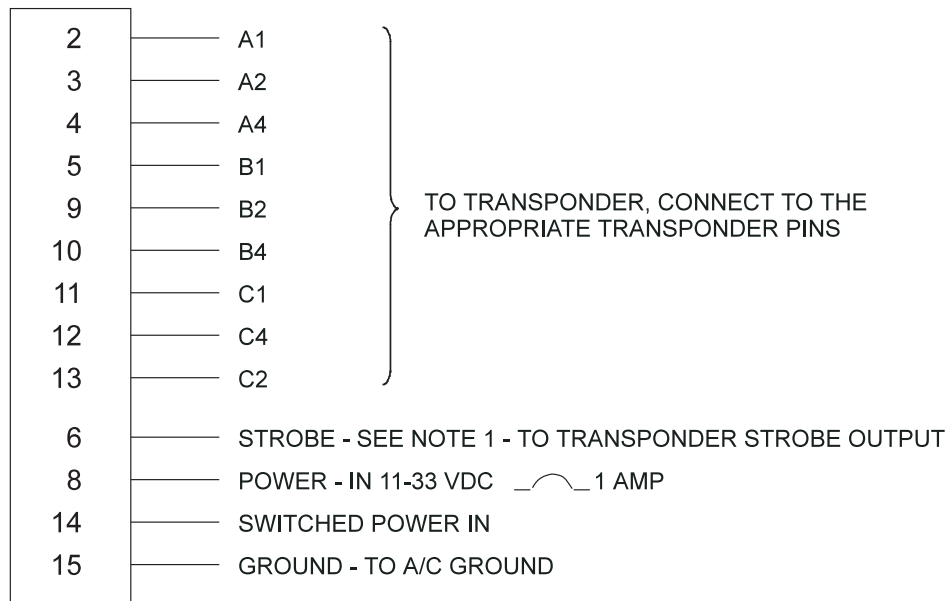 2 A1
3 A2
4 A4
5 B1
9 B2
10 B4
11 C1
12 C4
13 C2
TO TRANSPONDER, CONNECT TO THE
APPROPRIATE TRANSPONDER PINS
6 STROBE - SEE NOTE 1 - TO TRANSPONDER STROBE OUTPUT
8 POWER - IN 11-33 VDC 1 AMP
14 SWITCHED POWER IN
15 GROUND - TO A/C GROUND